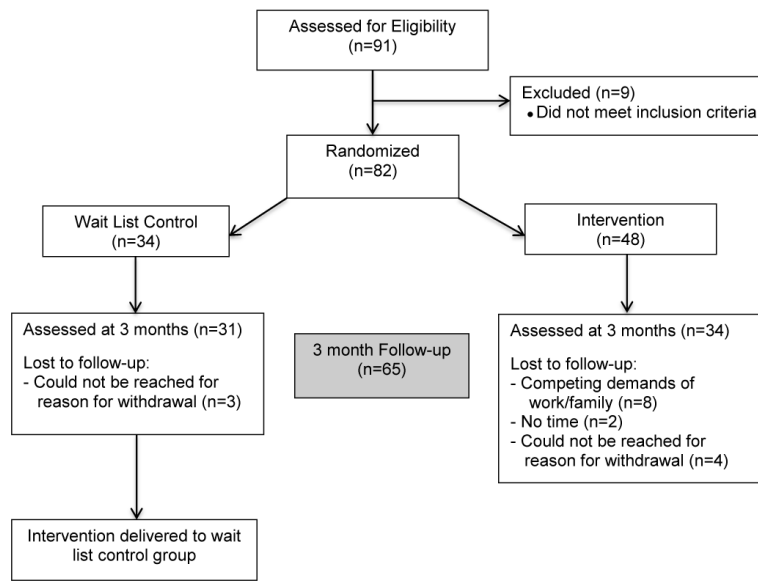 Assessed for Eligibility
(n=91)
Excluded (n=9)
• Did not meet inclusion criteria
Randomized
(n=82)
Wait List Control
(n=34)
Intervention
(n=48)
Assessed at 3 months (n=31)
Lost to follow-up:
- Could not be reached for
reason for withdrawal (n=3)
3 month Follow-up
(n=65)
Assessed at 3 months (n=34)
Lost to follow-up:
- Competing demands of
work/family (n=8)
- No time (n=2)
- Could not be reached for
reason for withdrawal (n=4)
Intervention delivered to wait
list control group